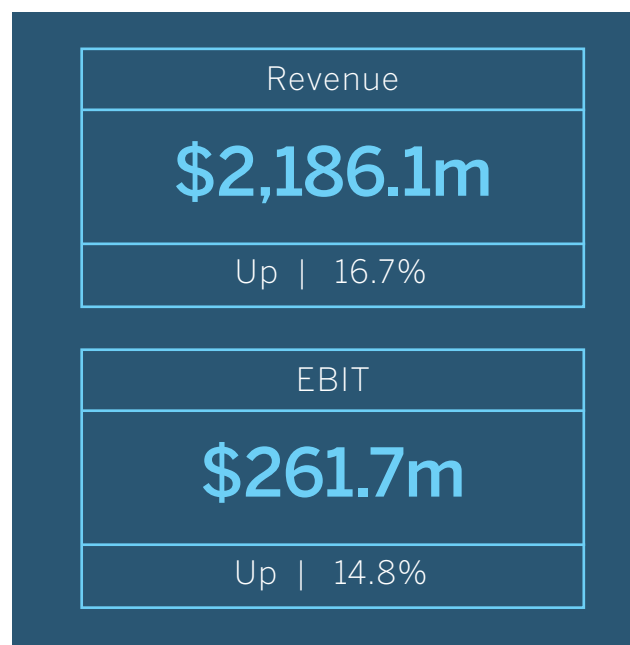 Revenue
$2,186.1m
Up | 16.7%
EBIT
$261.7m
Up | 14.8%